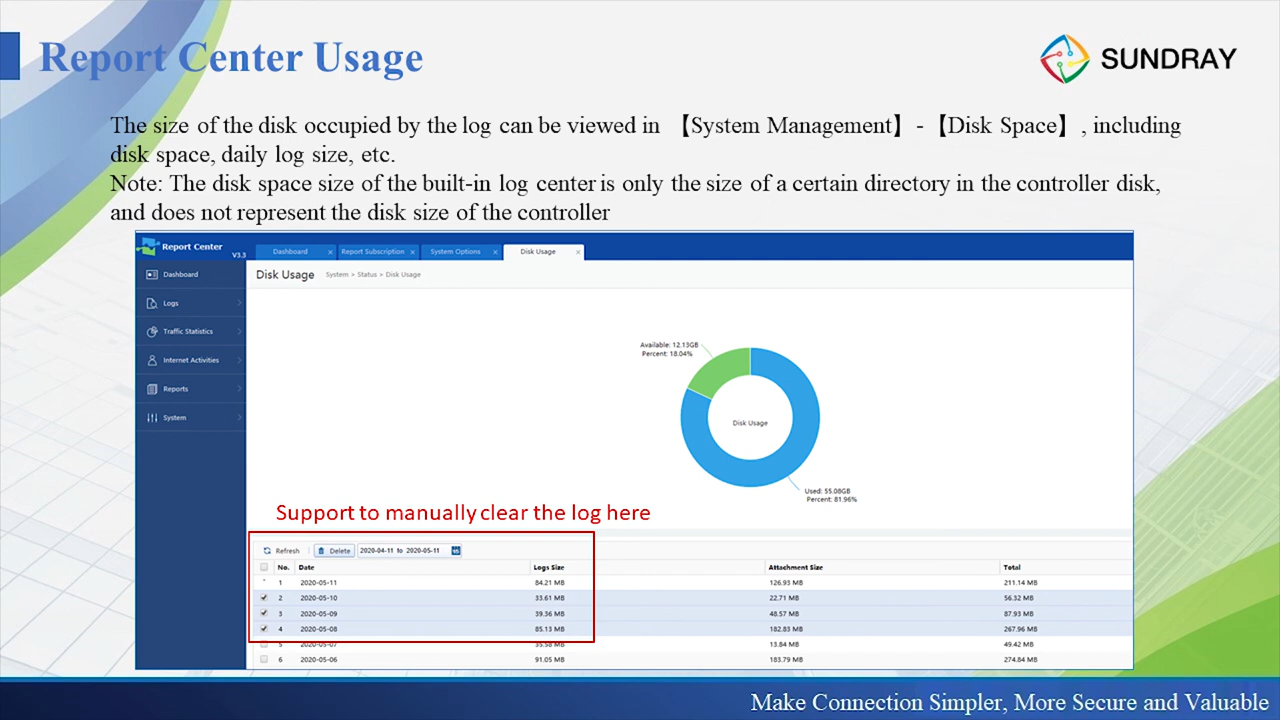 Report Center Usage
SUNDRAY
The size of the disk occupied by the log can be viewed in 【System Management】-【Disk Space】, including
disk space, daily log size, etc.
Note: The disk space size of the built-in log center is only the size of a certain directory in the controller disk,
and does not represent the disk size of the controller
Report Center V3.3
Dashboard × Report Subscription × System Options × Disk Usage ×
Disk Usage System > Status > Disk Usage
Dashboard
Logs
Traffic Statistics
Internet Activities
Reports
System
Available: 12.13GB
Percent: 18.04%
Disk Usage
Used: 55.08GB
Percent: 81.96%
Support to manually clear the log here
Refresh Delete 2020-04-11 to 2020-05-11
No. Date Logs Size Attachment Size Total
1 2020-05-11 84.21 MB 126.93 MB 211.14 MB
2 2020-05-10 33.61 MB 22.71 MB 56.32 MB
3 2020-05-09 39.36 MB 48.57 MB 87.93 MB
4 2020-05-08 85.13 MB 182.83 MB 267.96 MB
5 2020-05-07 35.58 MB 13.84 MB 49.42 MB
6 2020-05-06 91.05 MB 183.79 MB 274.84 MB
Make Connection Simpler, More Secure and Valuable